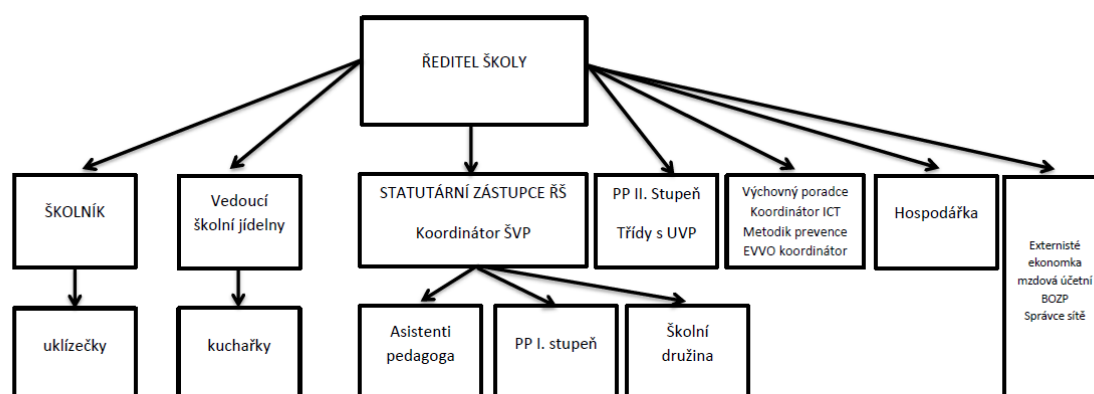 ŘEDITEL ŠKOLY
ŠKOLNÍK
Vedoucí
školní jídelny
STATUTÁRNÍ ZÁSTUPCE ŘŠ
Koordinátor ŠVP
PP II. Stupeň
Třídy s UVP
Výchovný poradce
Koordinátor ICT
Metodik prevence
EVVO koordinátor
Hospodářka
Externisté
ekonomka
mzdová účetní
BOZP
Správce sítě
uklízečky
kuchařky
Asistenti
pedagoga
PP I. stupeň
Školní
družina